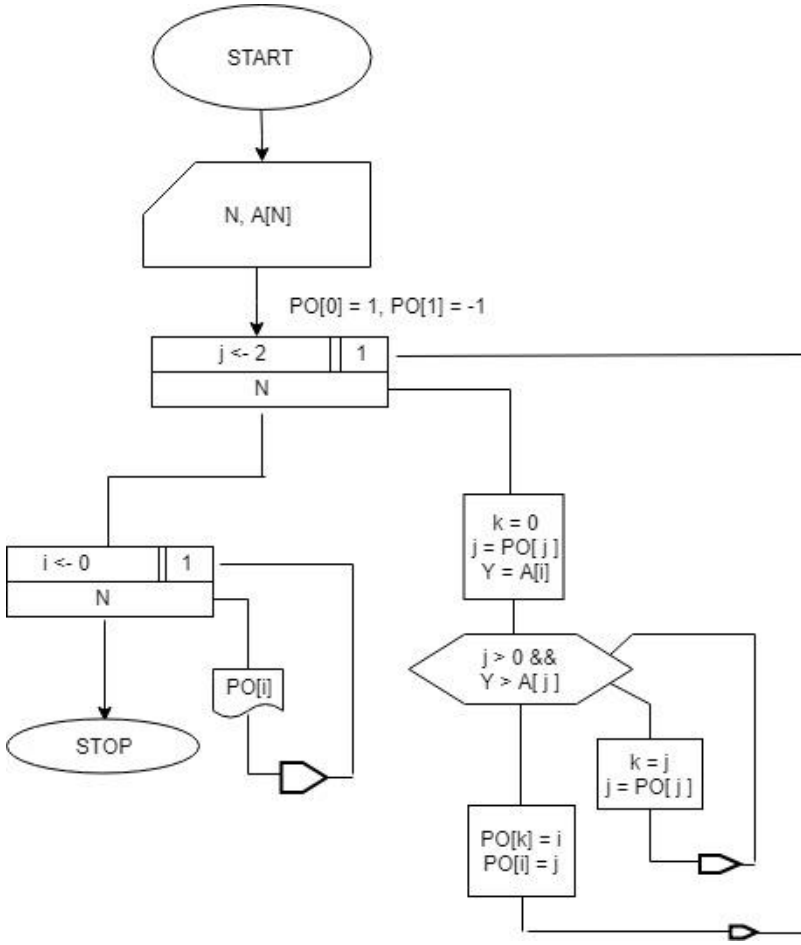 START
N, A[N]
PO[0] = 1, PO[1] = -1
j <- 2 1
N
k = 0
j = PO[ j ]
Y = A[i]
i <- 0 1
N
j > 0 &&
Y > A[ j ]
PO[i]
STOP
k = j
j = PO[ j ]
PO[k] = i
PO[i] = j